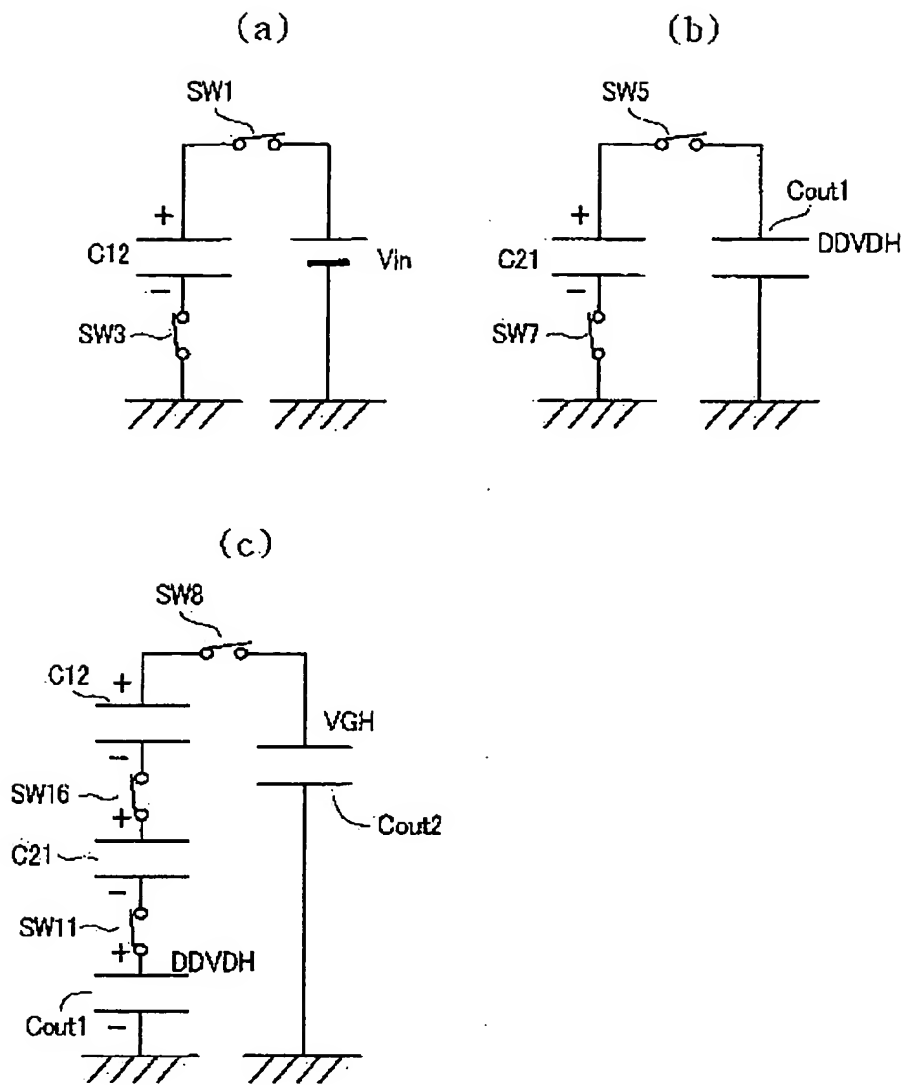 (a)
SW1
+
C12
Vin
−
SW3
(b)
SW5
Cout1
+
DDVDH
C21
−
SW7
(c)
SW8
C12
+
VGH
−
SW16
+
Cout2
C21
−
SW11
+
DDVDH
Cout1
−